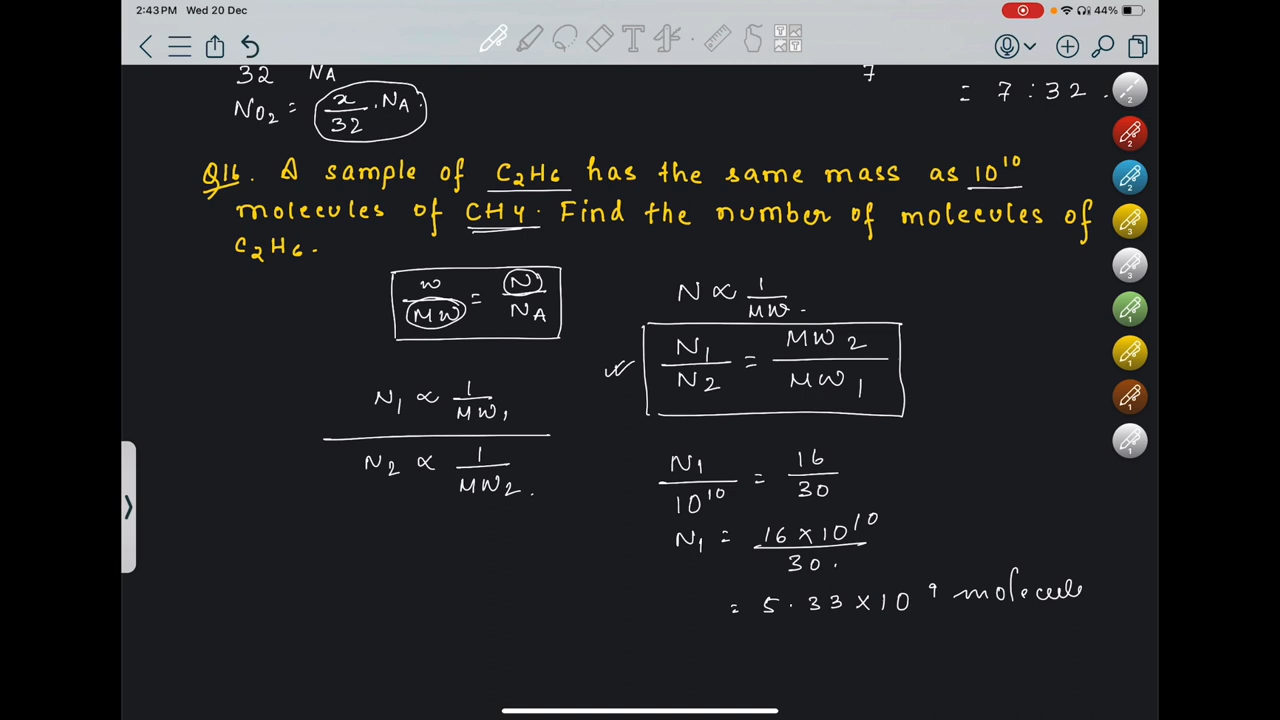 2:43PM Wed 20 Dec
44%
32 NA
7
= 7:32.
NO2 = x/32 . NA.
Q16. A sample of C2H6 has the same mass as 10^10
molecules of CH4. Find the number of molecules of
C2H6.
w/MW = N/NA
N ∝ 1/MW.
N1/N2 = MW2/MW1
N1 ∝ 1/MW1
N2 ∝ 1/MW2.
N1/10^10 = 16/30
N1 = 16×10^10/30.
= 5.33×10^9 molecule